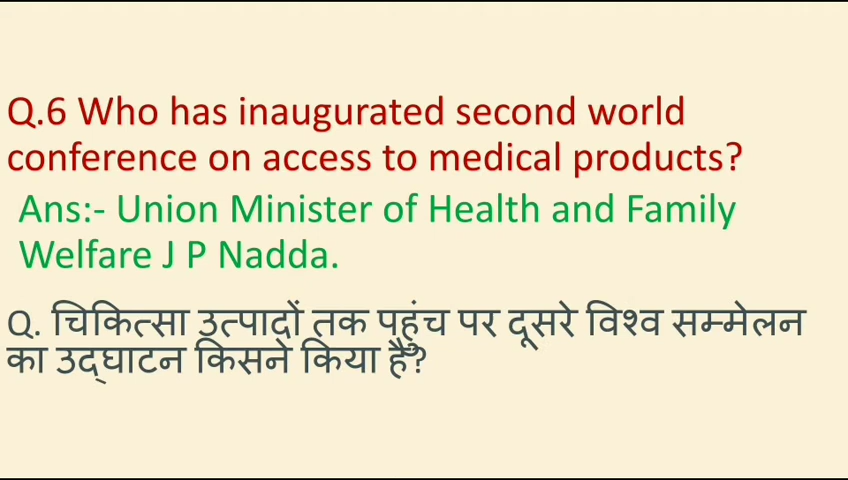 Q.6 Who has inaugurated second world
conference on access to medical products?
Ans:- Union Minister of Health and Family
Welfare J P Nadda.
Q. चिकित्सा उत्पादों तक पहुंच पर दूसरे विश्व सम्मेलन
का उद्घाटन किसने किया है?